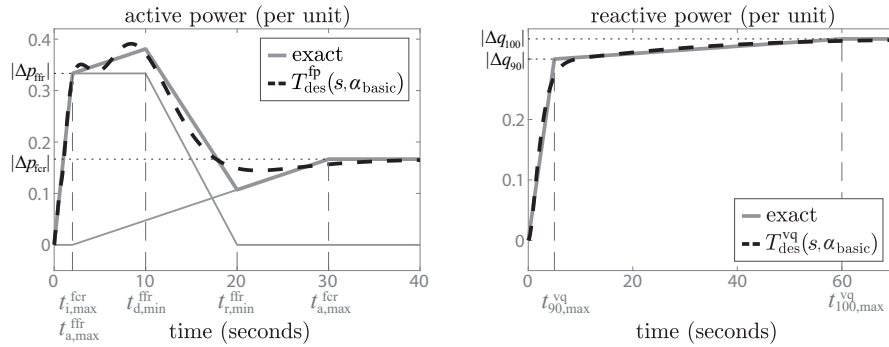 active power (per unit)
0.4
|Δp_ffr|
0.3
0.2
|Δp_fcr|
0.1
0
exact
T_des^fp(s, α_basic)
0 10 20 30 40
t_i,max^fcr t_d,min^ffr t_r,min^ffr t_a,max^fcr
t_a,max^ffr
time (seconds)
reactive power (per unit)
|Δq_100|
|Δq_90|
0.2
0.1
0
exact
T_des^vq(s, α_basic)
0 20 40 60
t_90,max^vq t_100,max^vq
time (seconds)